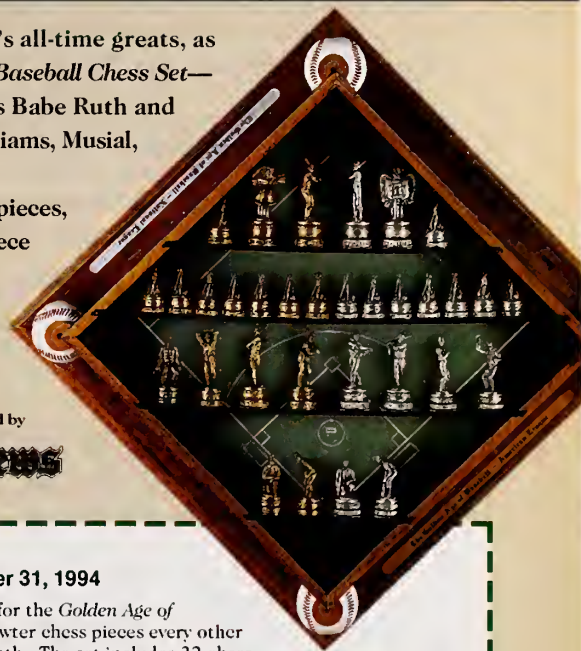 's all-time greats, as
Baseball Chess Set—
s Babe Ruth and
iams, Musial,
pieces,
ece
d by
ews
The Golden Age of Baseball - National League
The Golden Age of Baseball - American League
er 31, 1994
for the Golden Age of
wter chess pieces every other